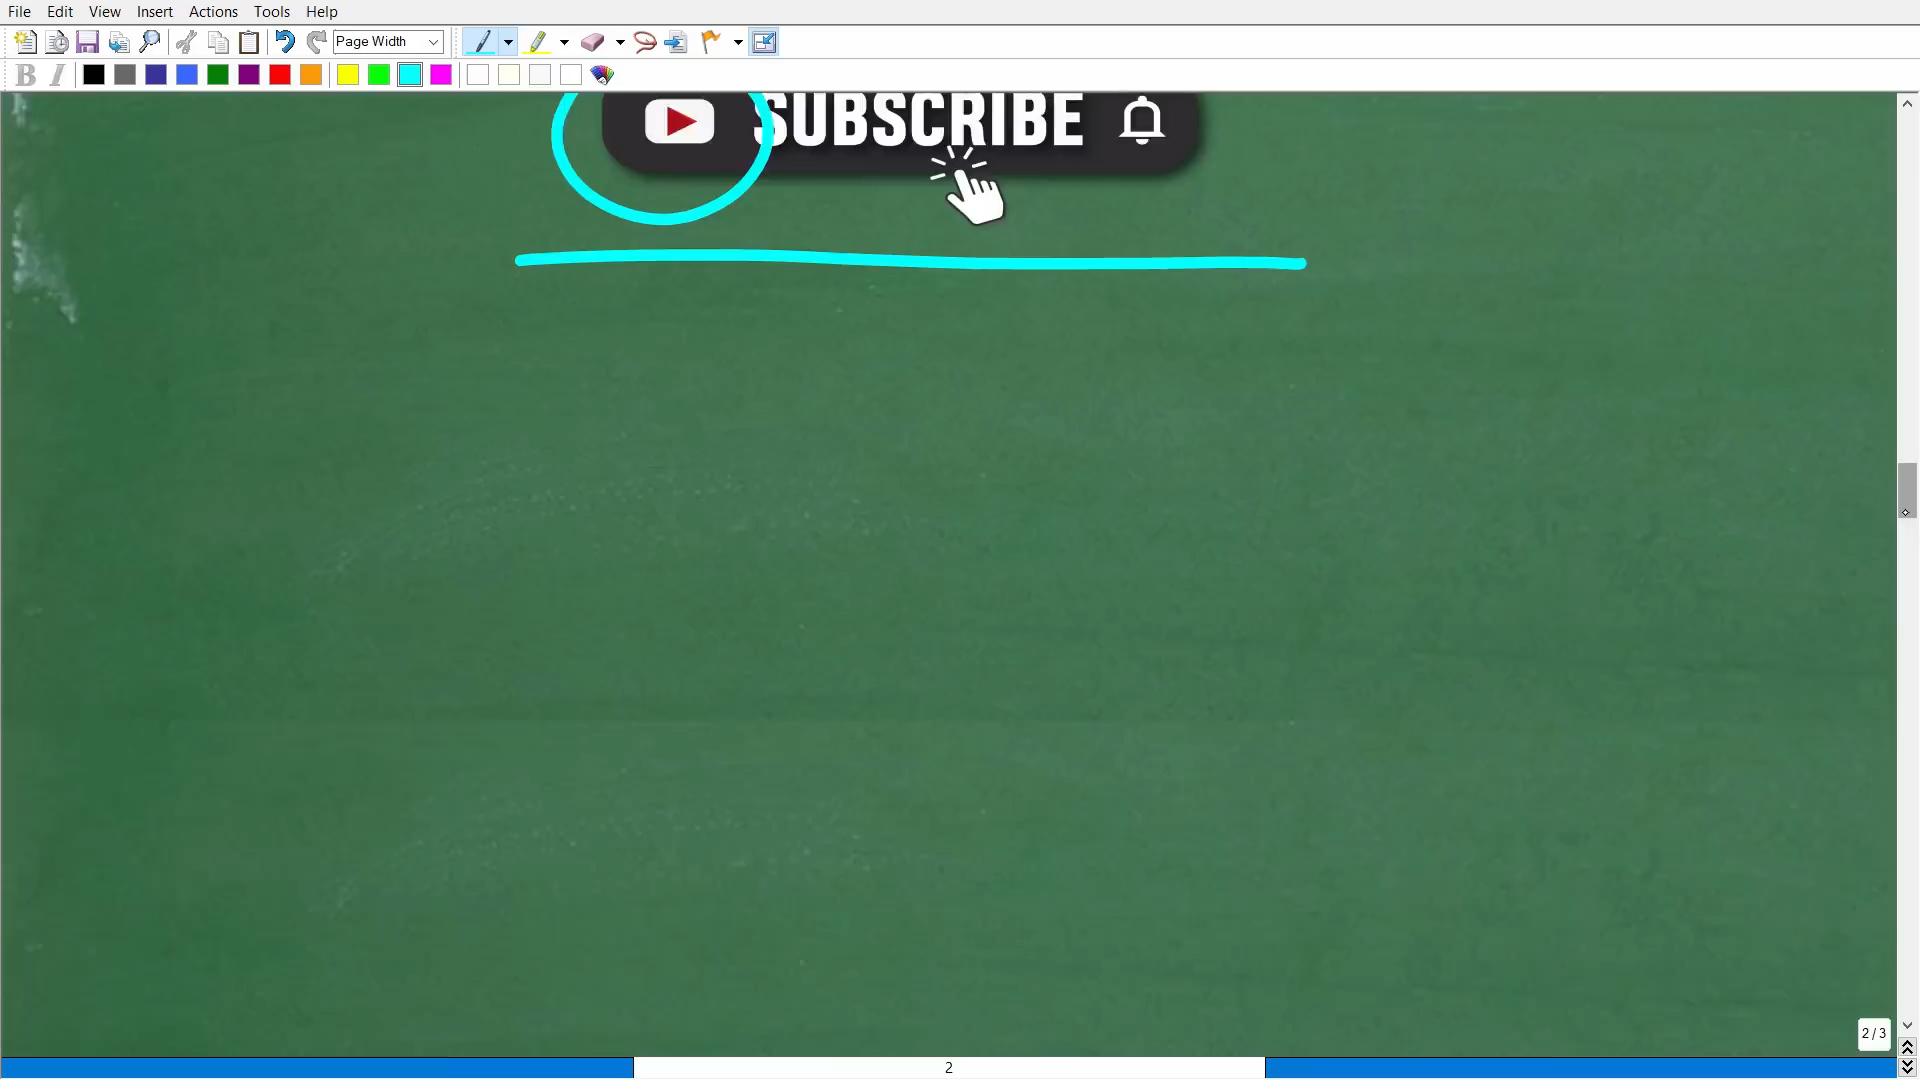 File Edit View Insert Actions Tools Help
Page Width
B I
SUBSCRIBE
2 / 3
2